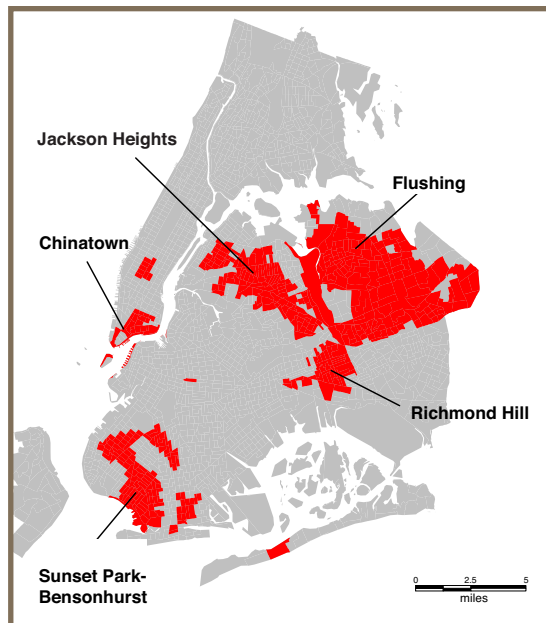 Jackson Heights
Flushing
Chinatown
Richmond Hill
Sunset Park-
Bensonhurst
0 2.5 5
miles